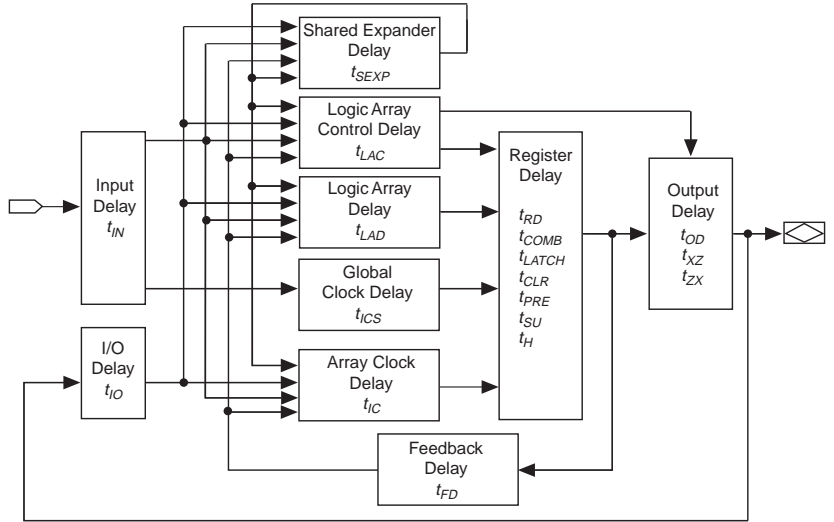 Shared Expander
Delay
tSEXP
Logic Array
Control Delay
tLAC
Input
Delay
tIN
Logic Array
Delay
tLAD
Register
Delay
tRD
tCOMB
tLATCH
tCLR
tPRE
tSU
tH
Output
Delay
tOD
tXZ
tZX
Global
Clock Delay
tICS
I/O
Delay
tIO
Array Clock
Delay
tIC
Feedback
Delay
tFD